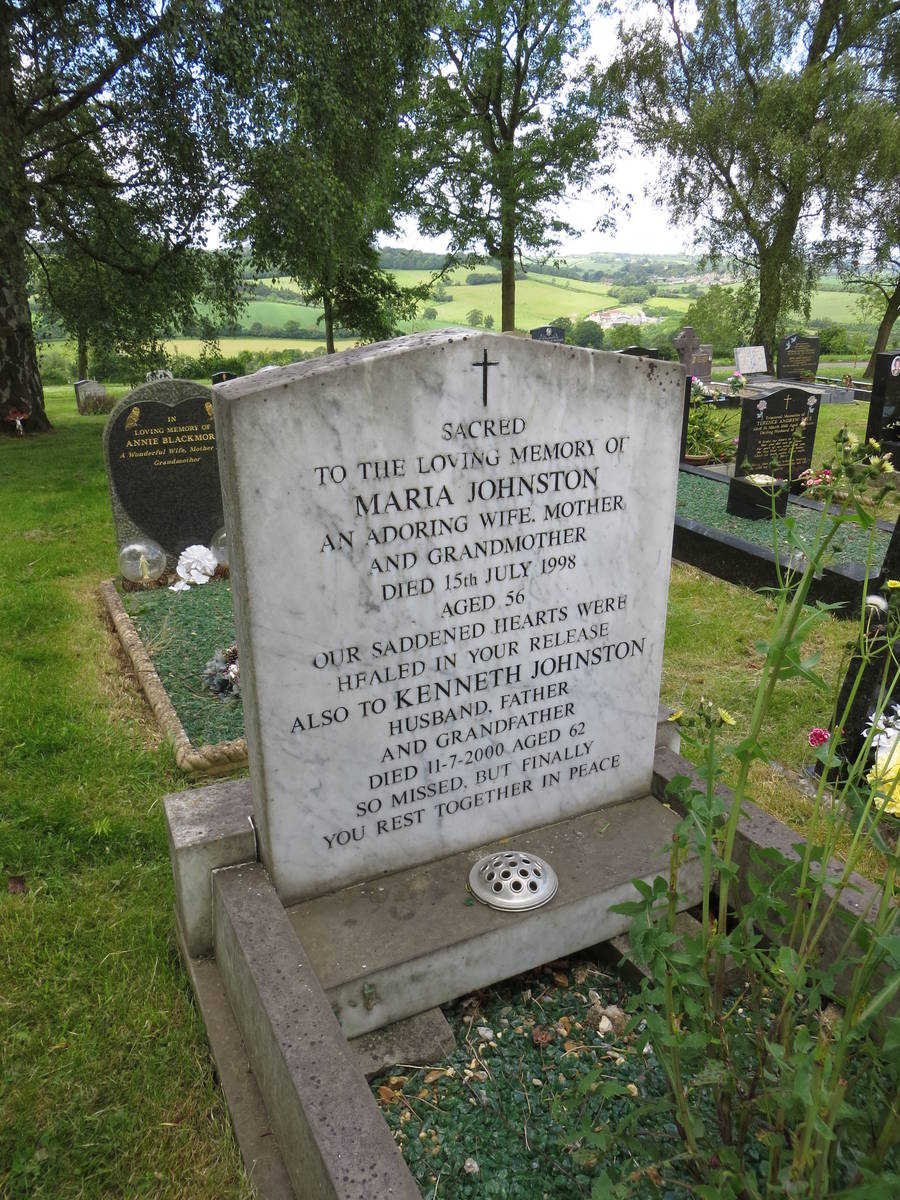 SACRED
TO THE LOVING MEMORY OF
MARIA JOHNSTON
AN ADORING WIFE, MOTHER
AND GRANDMOTHER
DIED 15th JULY 1998
AGED 56
OUR SADDENED HEARTS WERE
HEALED IN YOUR RELEASE
ALSO TO KENNETH JOHNSTON
HUSBAND, FATHER
AND GRANDFATHER
DIED 11-7-2000 AGED 62
SO MISSED, BUT FINALLY
YOU REST TOGETHER IN PEACE
IN
LOVING MEMORY OF
ANNIE BLACKMOR
A Wonderful Wife, Mother
Grandmother
TERENCE ANDREW